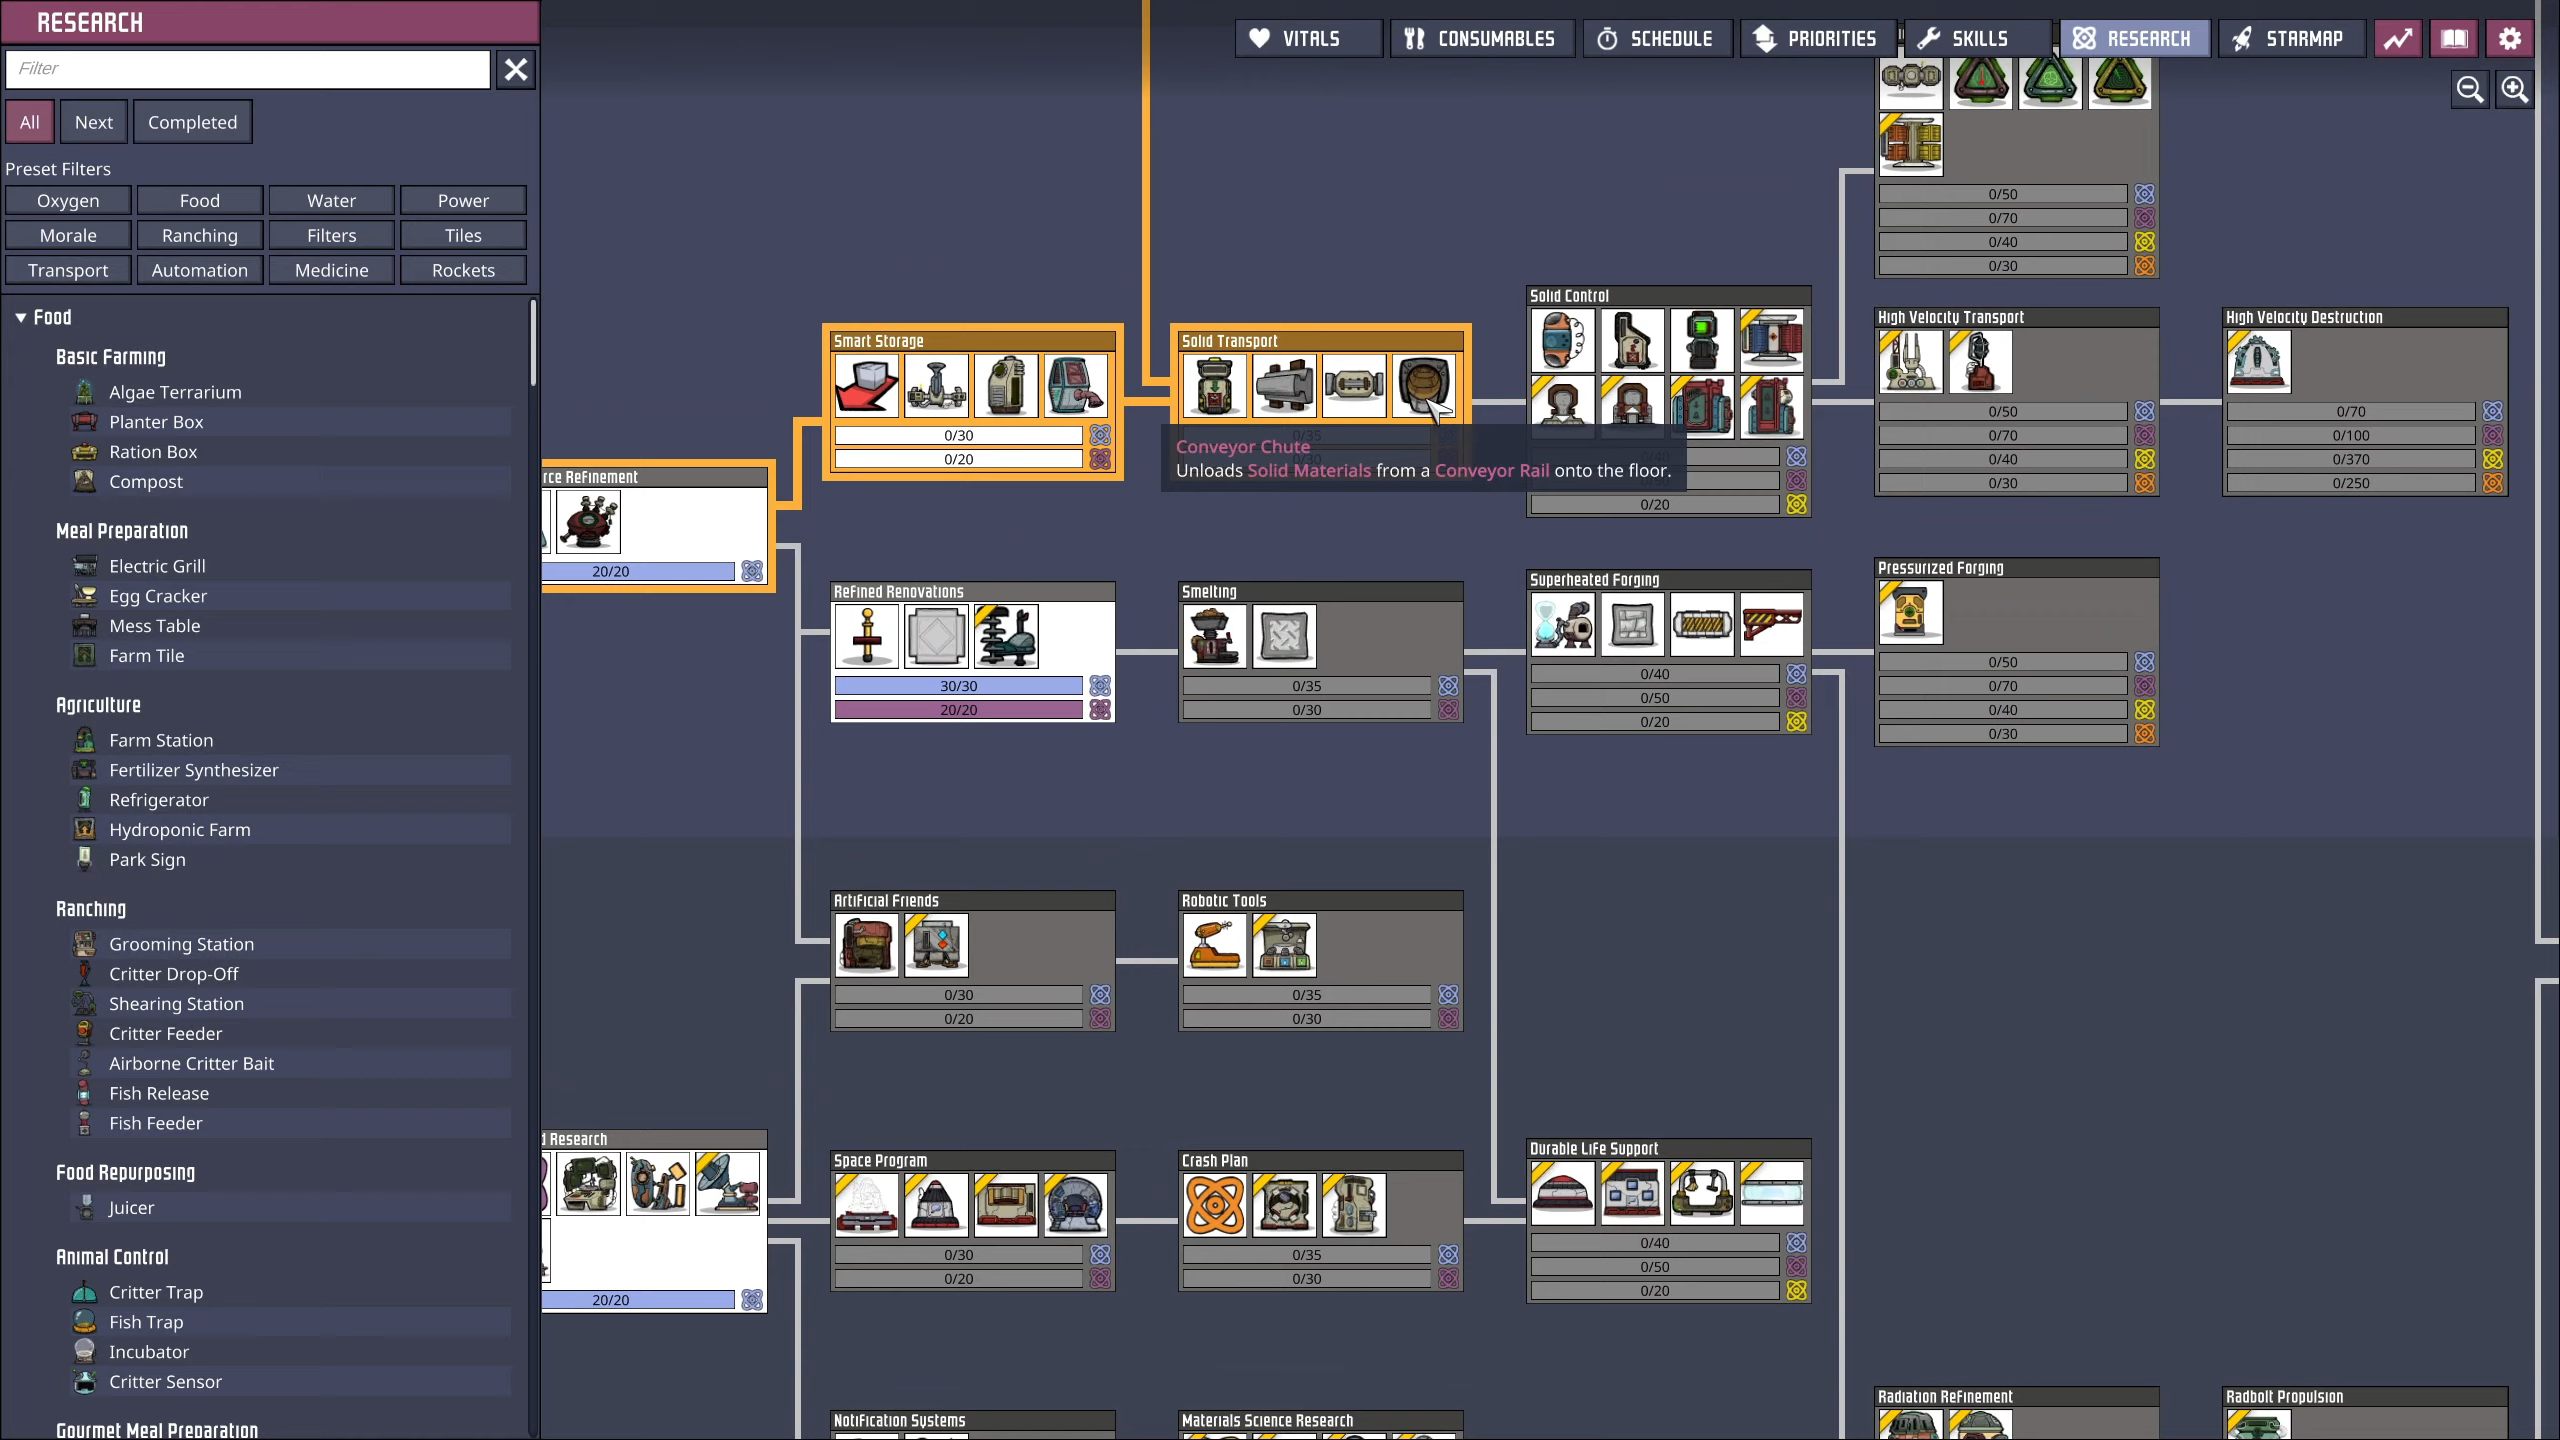 RESEARCH
VITALS
CONSUMABLES
SCHEDULE
PRIORITIES
SKILLS
RESEARCH
STARMAP
Filter
All
Next
Completed
Preset Filters
Oxygen
Food
Water
Power
Morale
Ranching
Filters
Tiles
Transport
Automation
Medicine
Rockets
Food
Basic Farming
Algae Terrarium
Planter Box
Ration Box
Compost
Meal Preparation
Electric Grill
Egg Cracker
Mess Table
Farm Tile
Agriculture
Farm Station
Fertilizer Synthesizer
Refrigerator
Hydroponic Farm
Park Sign
Ranching
Grooming Station
Critter Drop-Off
Shearing Station
Critter Feeder
Airborne Critter Bait
Fish Release
Fish Feeder
Food Repurposing
Juicer
Animal Control
Critter Trap
Fish Trap
Incubator
Critter Sensor
Gourmet Meal Preparation
0/50
0/70
0/40
0/30
Smart Storage
0/30
0/20
Solid Transport
0/35
Conveyor Chute
Unloads Solid Materials from a Conveyor Rail onto the floor.
Solid Control
0/20
High Velocity Transport
0/50
0/70
0/40
0/30
High Velocity Destruction
0/70
0/100
0/370
0/250
rce Refinement
20/20
Refined Renovations
30/30
20/20
Smelting
0/35
0/30
Superheated Forging
0/40
0/50
0/20
Pressurized Forging
0/50
0/70
0/40
0/30
Artificial Friends
0/30
0/20
Robotic Tools
0/35
0/30
d Research
20/20
Space Program
0/30
0/20
Crash Plan
0/35
0/30
Durable Life Support
0/40
0/50
0/20
Notification Systems
Materials Science Research
Radiation Refinement
Radbolt Propulsion